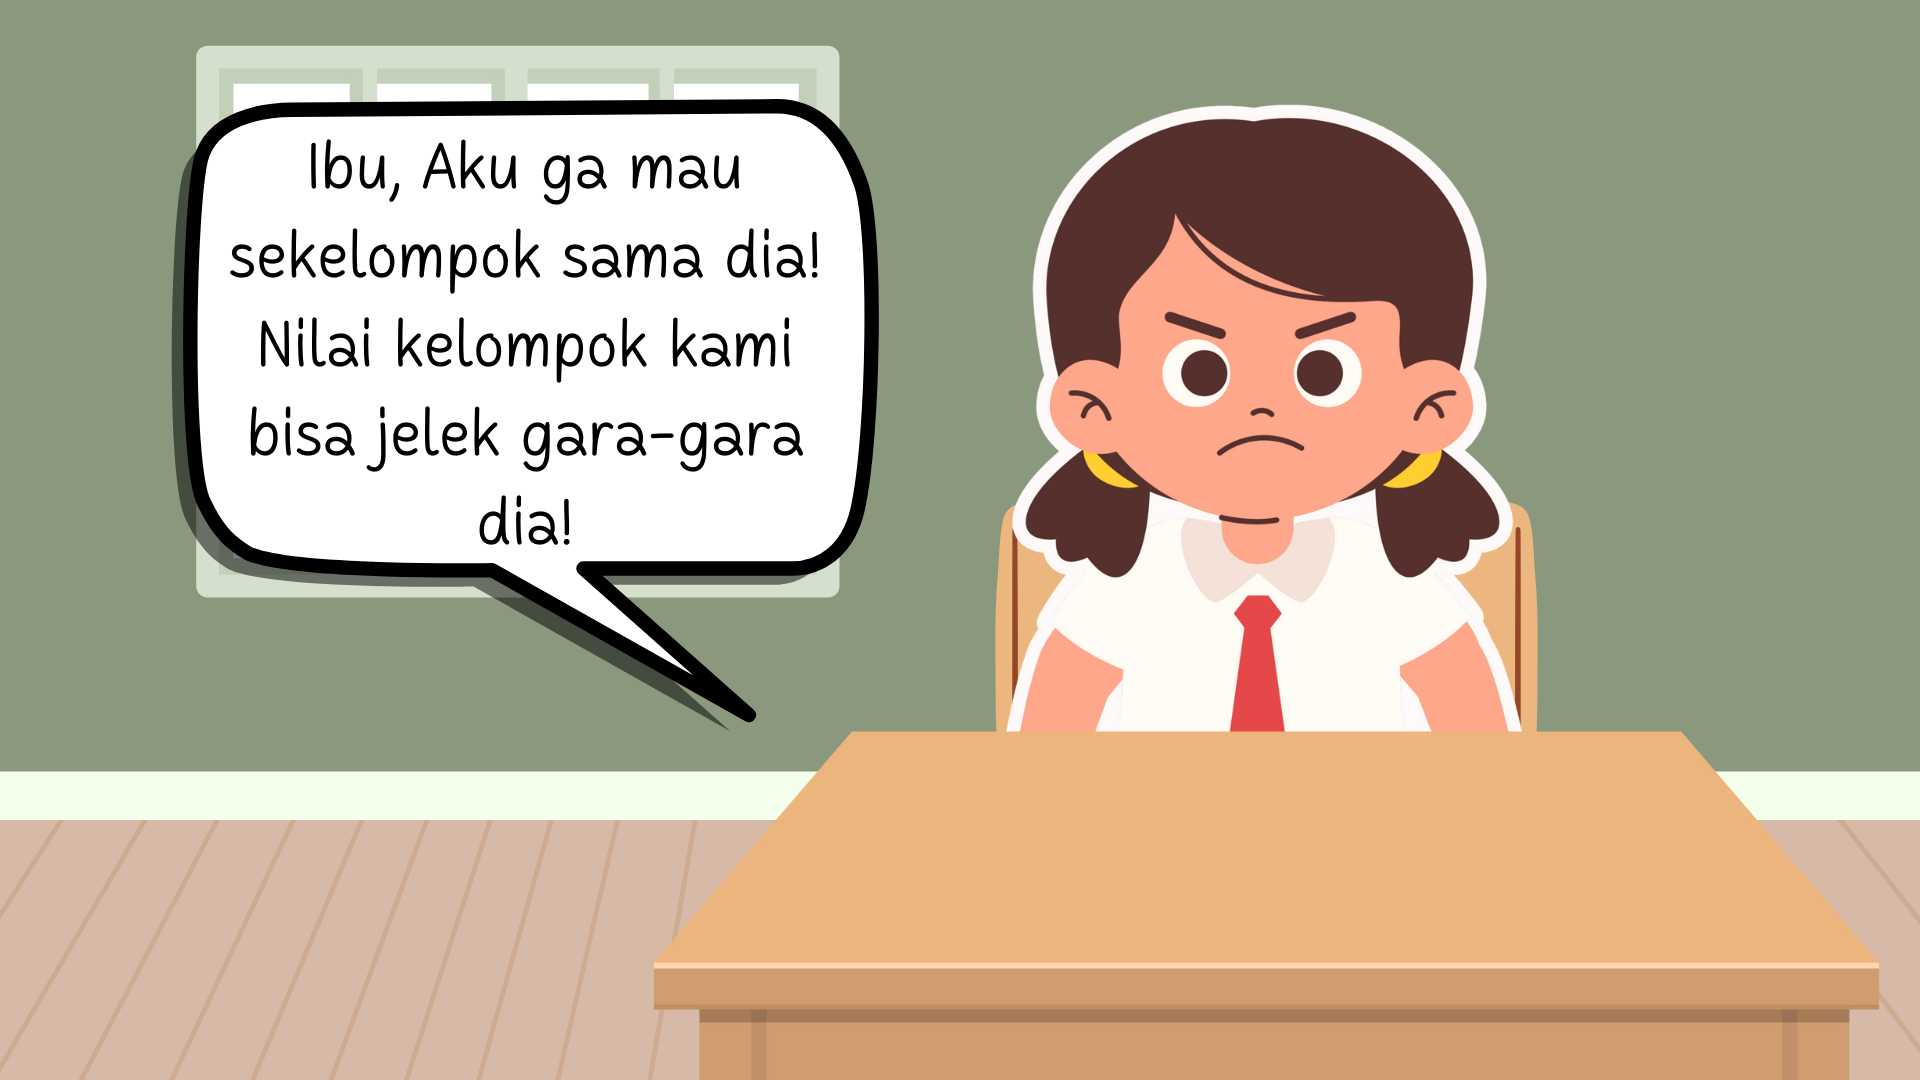 Ibu, Aku ga mau
sekelompok sama dia!
Nilai kelompok kami
bisa jelek gara-gara
dia!